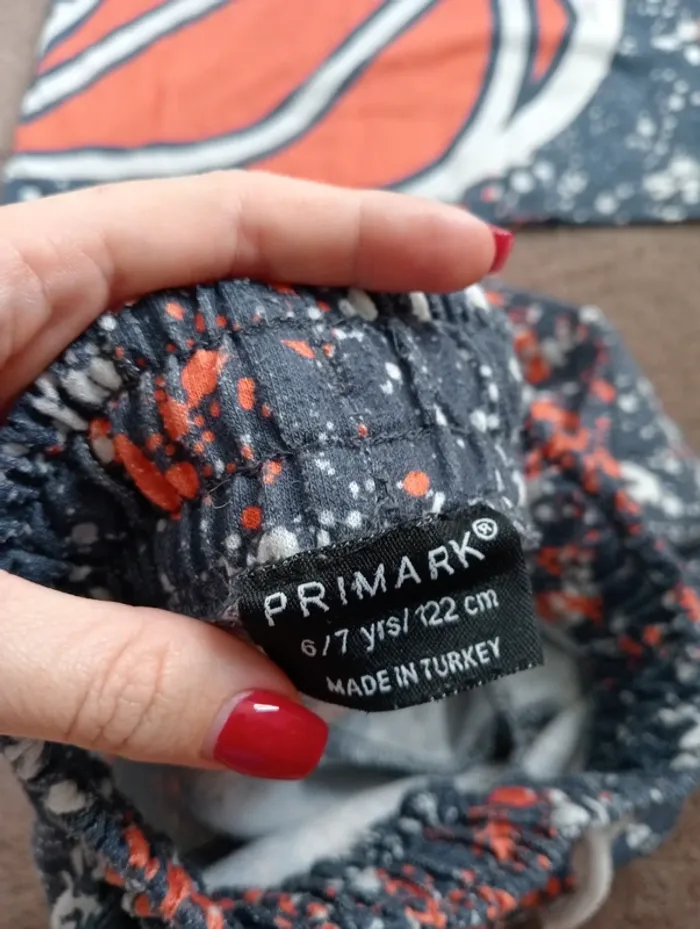 PRIMARK®
6/7 yrs/122 cm
MADE IN TURKEY